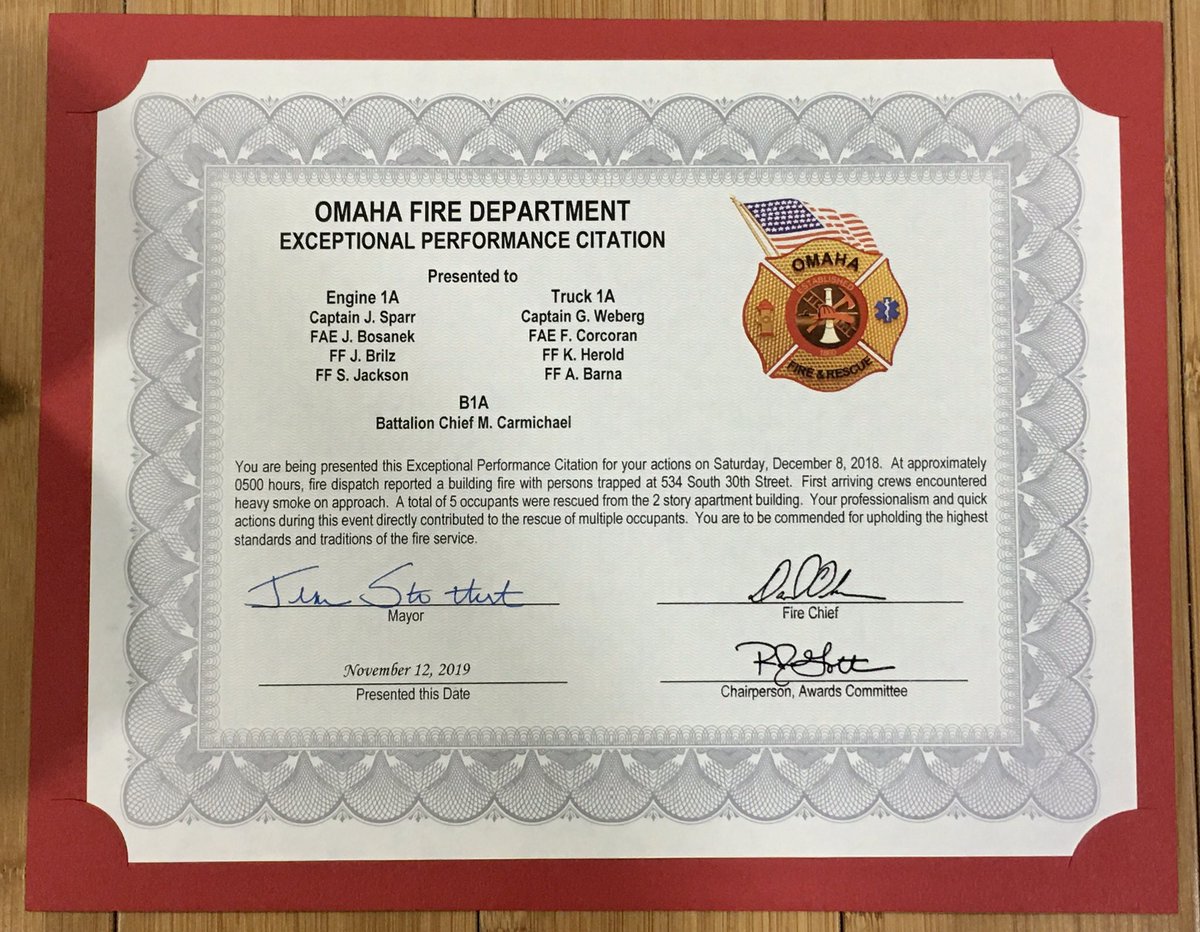 OMAHA FIRE DEPARTMENT
EXCEPTIONAL PERFORMANCE CITATION
Presented to
Engine 1A
Captain J. Sparr
FAE J. Bosanek
FF J. Brilz
FF S. Jackson
Truck 1A
Captain G. Weberg
FAE F. Corcoran
FF K. Herold
FF A. Barna
B1A
Battalion Chief M. Carmichael
OMAHA
ESTABLISHED
FIRE & RESCUE
You are being presented this Exceptional Performance Citation for your actions on Saturday, December 8, 2018. At approximately
0500 hours, fire dispatch reported a building fire with persons trapped at 534 South 30th Street. First arriving crews encountered
heavy smoke on approach. A total of 5 occupants were rescued from the 2 story apartment building. Your professionalism and quick
actions during this event directly contributed to the rescue of multiple occupants. You are to be commended for upholding the highest
standards and traditions of the fire service.
Jean Stothert
Mayor
Fire Chief
November 12, 2019
Presented this Date
Chairperson, Awards Committee